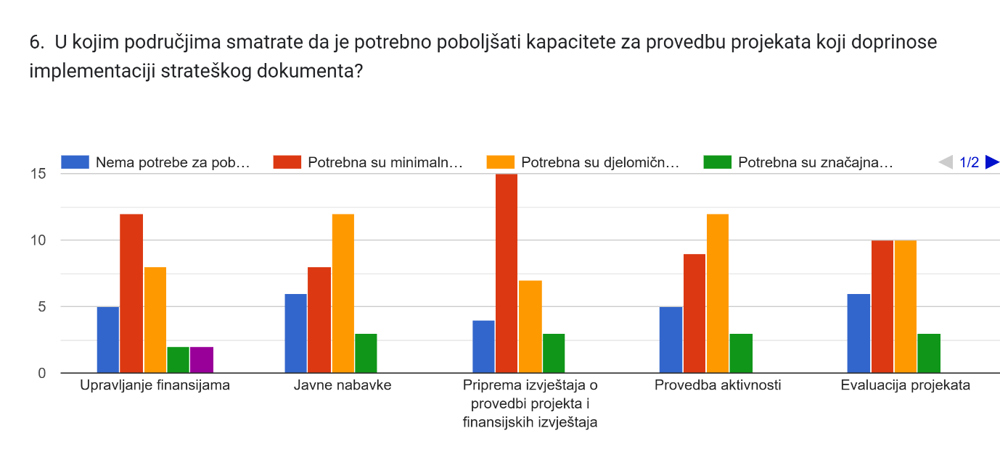 6. U kojim područjima smatrate da je potrebno poboljšati kapacitete za provedbu projekata koji doprinose
implementaciji strateškog dokumenta?
Nema potrebe za pob…
Potrebna su minimaln…
Potrebna su djelomičn…
Potrebna su značajna…
1/2
15
10
5
0
Upravljanje finansijama
Javne nabavke
Priprema izvještaja o
provedbi projekta i
finansijskih izvještaja
Provedba aktivnosti
Evaluacija projekata